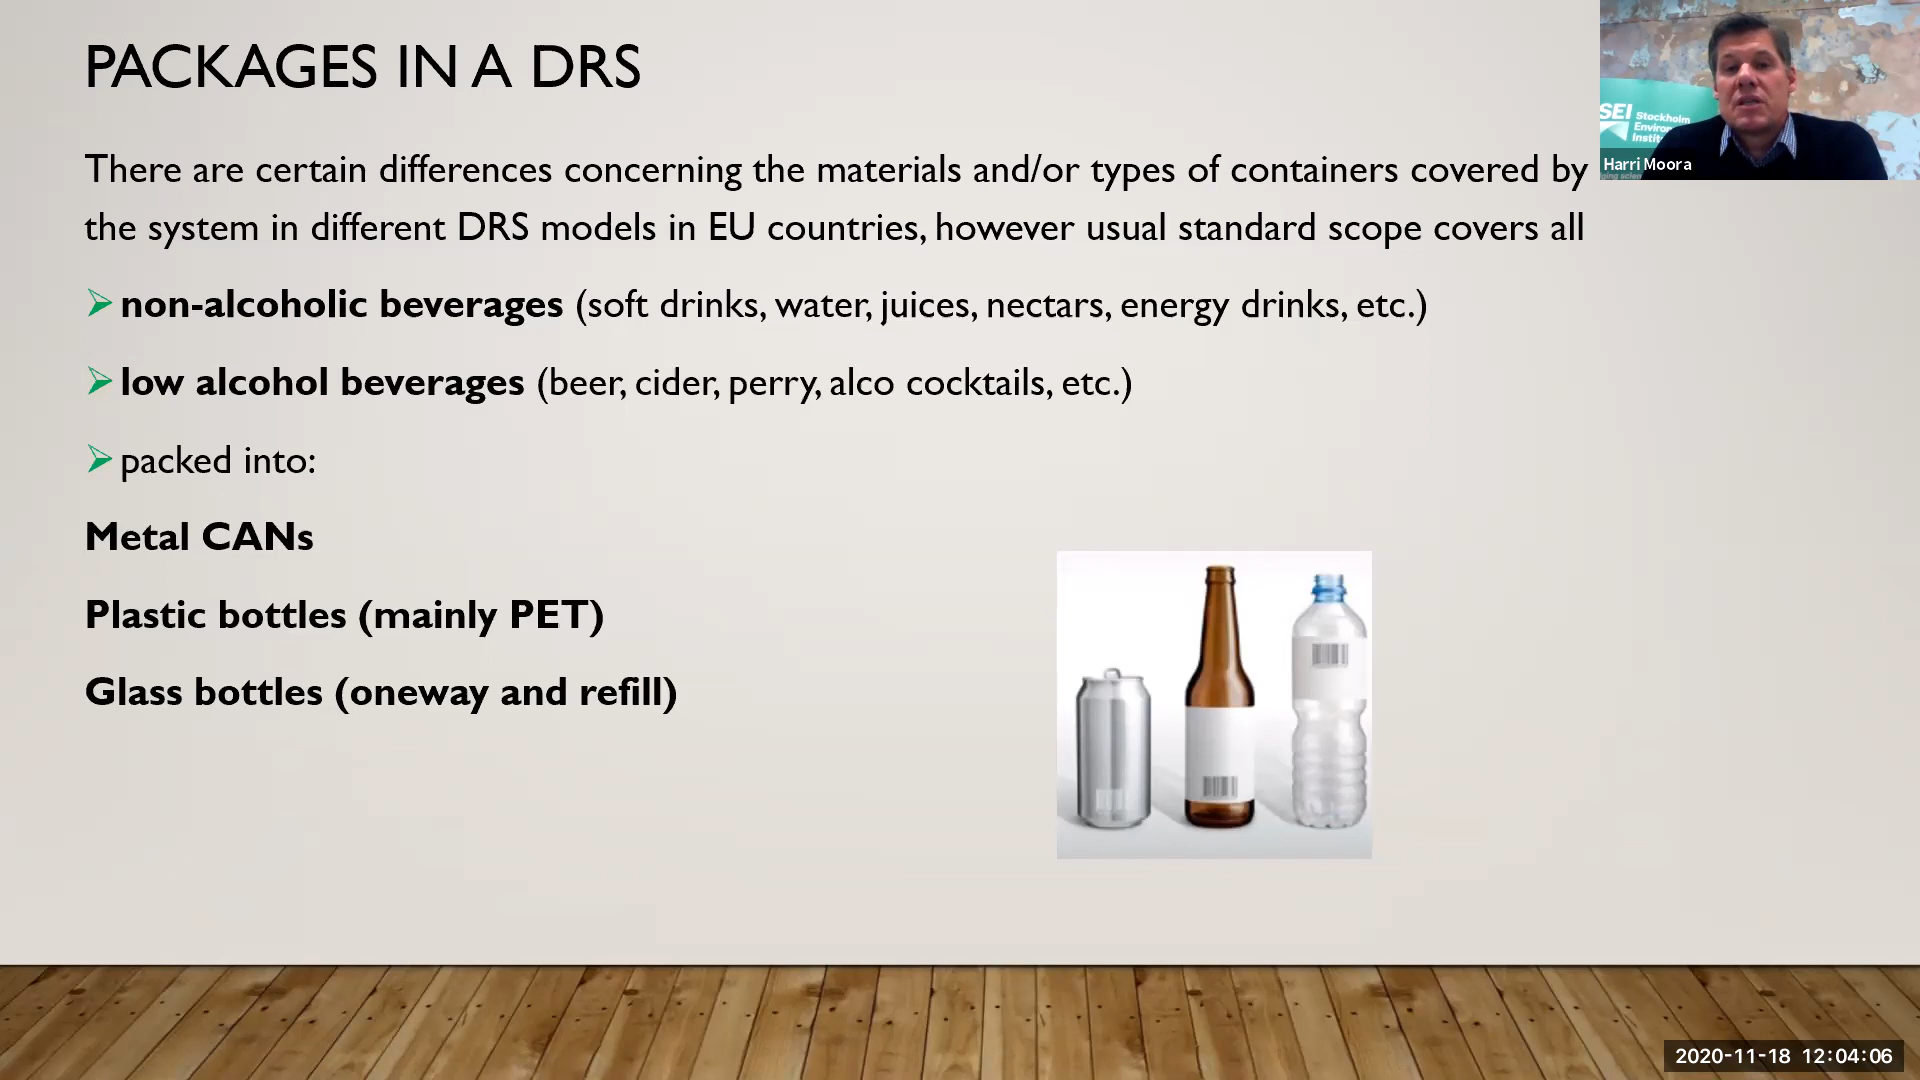 PACKAGES IN A DRS
There are certain differences concerning the materials and/or types of containers covered by
the system in different DRS models in EU countries, however usual standard scope covers all
non-alcoholic beverages (soft drinks, water, juices, nectars, energy drinks, etc.)
low alcohol beverages (beer, cider, perry, alco cocktails, etc.)
packed into:
Metal CANs
Plastic bottles (mainly PET)
Glass bottles (oneway and refill)
SEI
Stockholm
Environ
Instit
Harri Moora
2020-11-18 12:04:06